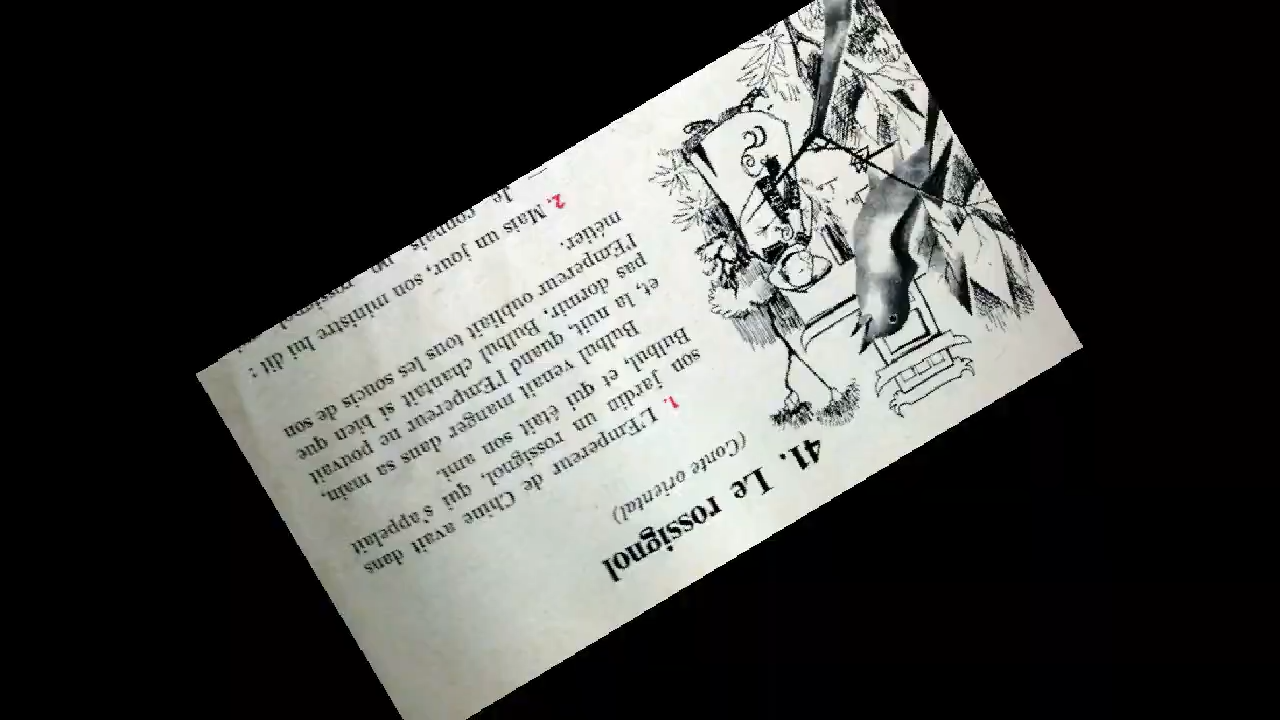 41. Le rossignol
(Conte oriental)
1. L'Empereur de Chine avait dans
son jardin un rossignol, qui s'appelait
Bulbul, et qui était son ami.
Bulbul venait manger dans sa main,
et, la nuit, quand l'Empereur ne pouvait
pas dormir, Bulbul chantait si bien que
l'Empereur oubliait tous les soucis de son
métier.
2. Mais un jour, son ministre lui dit :
je connais un